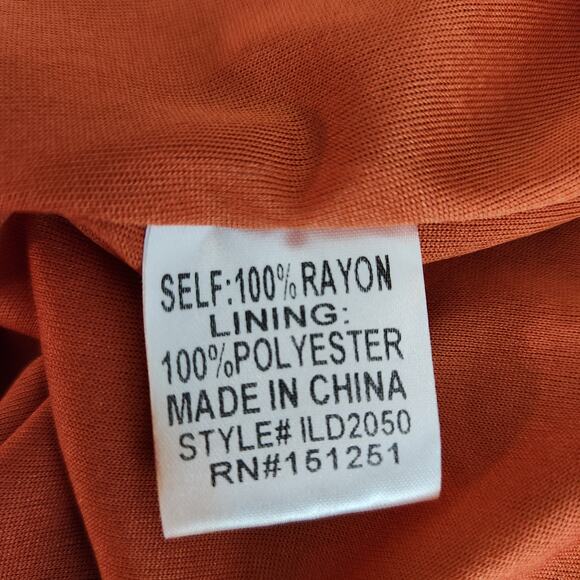 SELF:100% RAYON
LINING:
100%POLYESTER
MADE IN CHINA
STYLE# ILD2050
RN#151251